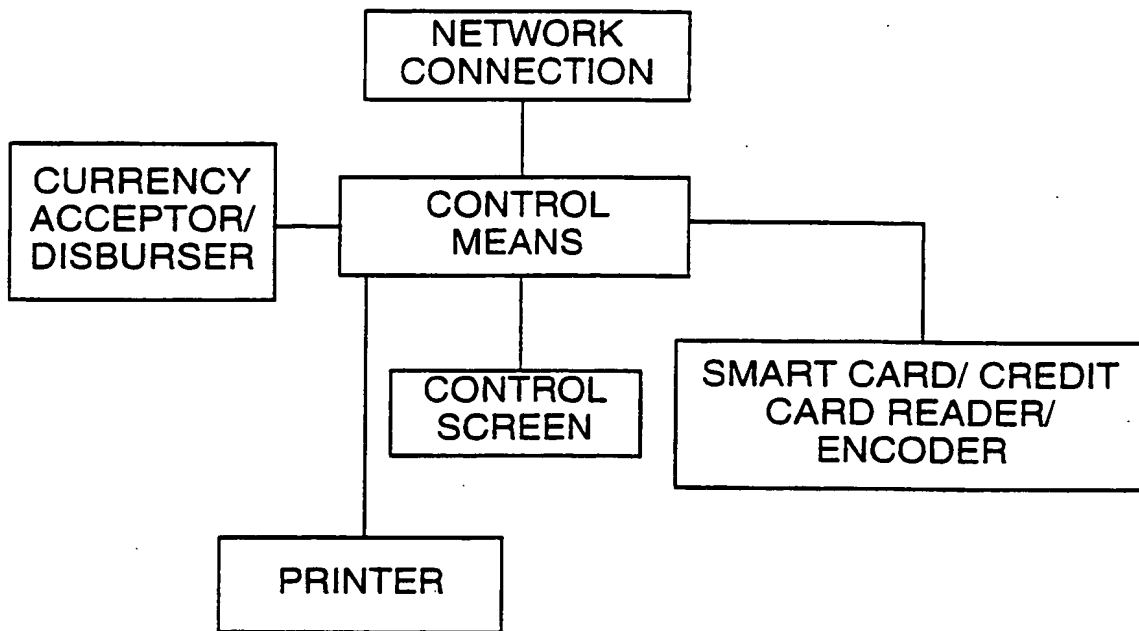 NETWORK
CONNECTION
CURRENCY
ACCEPTOR/
DISBURSER
CONTROL
MEANS
CONTROL
SCREEN
SMART CARD/ CREDIT
CARD READER/
ENCODER
PRINTER